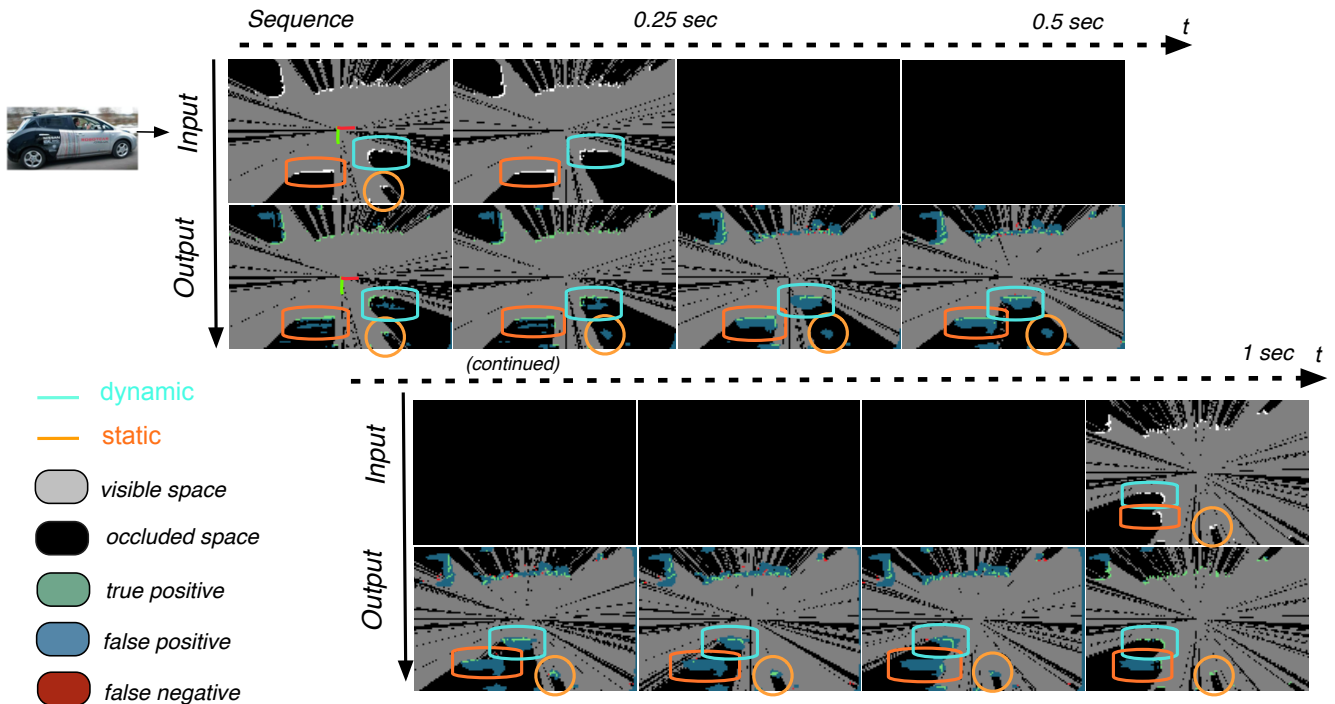 Sequence
0.25 sec
0.5 sec
t
Input
Output
(continued)
1 sec
t
Input
Output
dynamic
static
visible space
occluded space
true positive
false positive
false negative